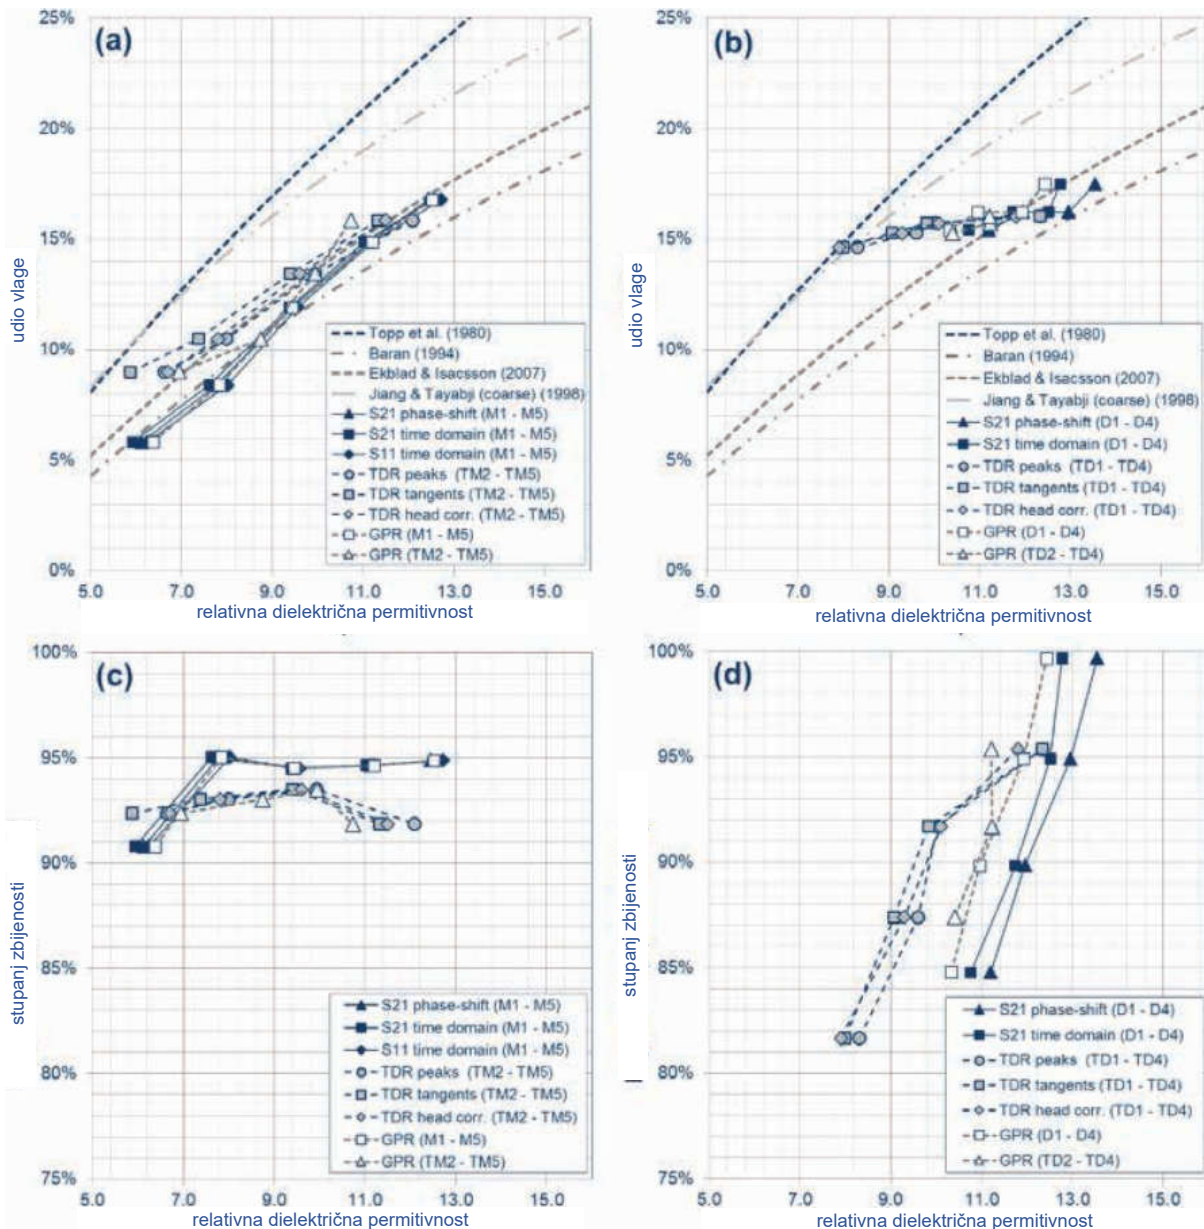 25%
(a)
20%
15%
10%
5%
0%
udio vlage
Topp et al. (1980)
Baran (1994)
Ekblad & Isacsson (2007)
Jiang & Tayabji (coarse) (1998)
S21 phase-shift (M1 - M5)
S21 time domain (M1 - M5)
S11 time domain (M1 - M5)
TDR peaks (TM2 - TM5)
TDR tangents (TM2 - TM5)
TDR head corr. (TM2 - TM5)
GPR (M1 - M5)
GPR (TM2 - TM5)
5.0 7.0 9.0 11.0 13.0 15.0
relativna dielektrična permitivnost
25%
(b)
20%
15%
10%
5%
0%
udio vlage
Topp et al. (1980)
Baran (1994)
Ekblad & Isacsson (2007)
Jiang & Tayabji (coarse) (1998)
S21 phase-shift (D1 - D4)
S21 time domain (D1 - D4)
TDR peaks (TD1 - TD4)
TDR tangents (TD1 - TD4)
TDR head corr. (TD1 - TD4)
GPR (D1 - D4)
GPR (TD2 - TD4)
5.0 7.0 9.0 11.0 13.0 15.0
relativna dielektrična permitivnost
100%
(c)
95%
90%
85%
80%
75%
stupanj zbijenosti
S21 phase-shift (M1 - M5)
S21 time domain (M1 - M5)
S11 time domain (M1 - M5)
TDR peaks (TM2 - TM5)
TDR tangents (TM2 - TM5)
TDR head corr. (TM2 - TM5)
GPR (M1 - M5)
GPR (TM2 - TM5)
5.0 7.0 9.0 11.0 13.0 15.0
relativna dielektrična permitivnost
100%
(d)
95%
90%
85%
80%
75%
stupanj zbijenosti
S21 phase-shift (D1 - D4)
S21 time domain (D1 - D4)
TDR peaks (TD1 - TD4)
TDR tangents (TD1 - TD4)
TDR head corr. (TD1 - TD4)
GPR (D1 - D4)
GPR (TD2 - TD4)
5.0 7.0 9.0 11.0 13.0 15.0
relativna dielektrična permitivnost